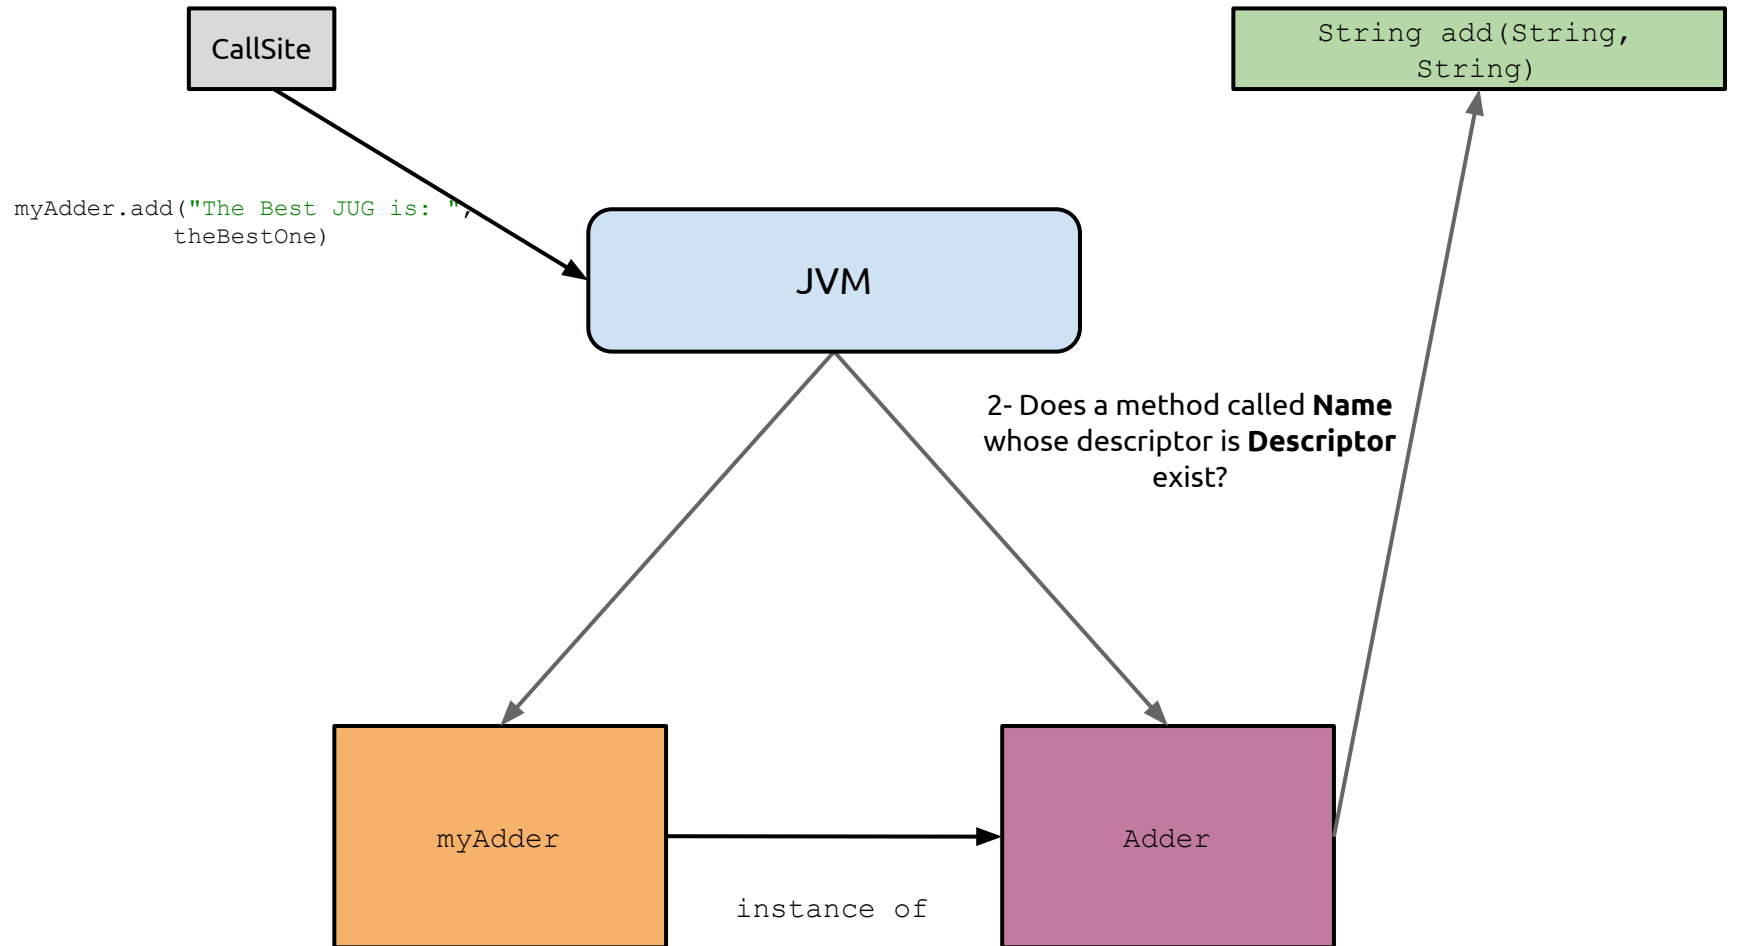 CallSite
String add(String,
String)
myAdder.add("The Best JUG is: ",
theBestOne)
JVM
2- Does a method called Name
whose descriptor is Descriptor
exist?
myAdder
Adder
instance of